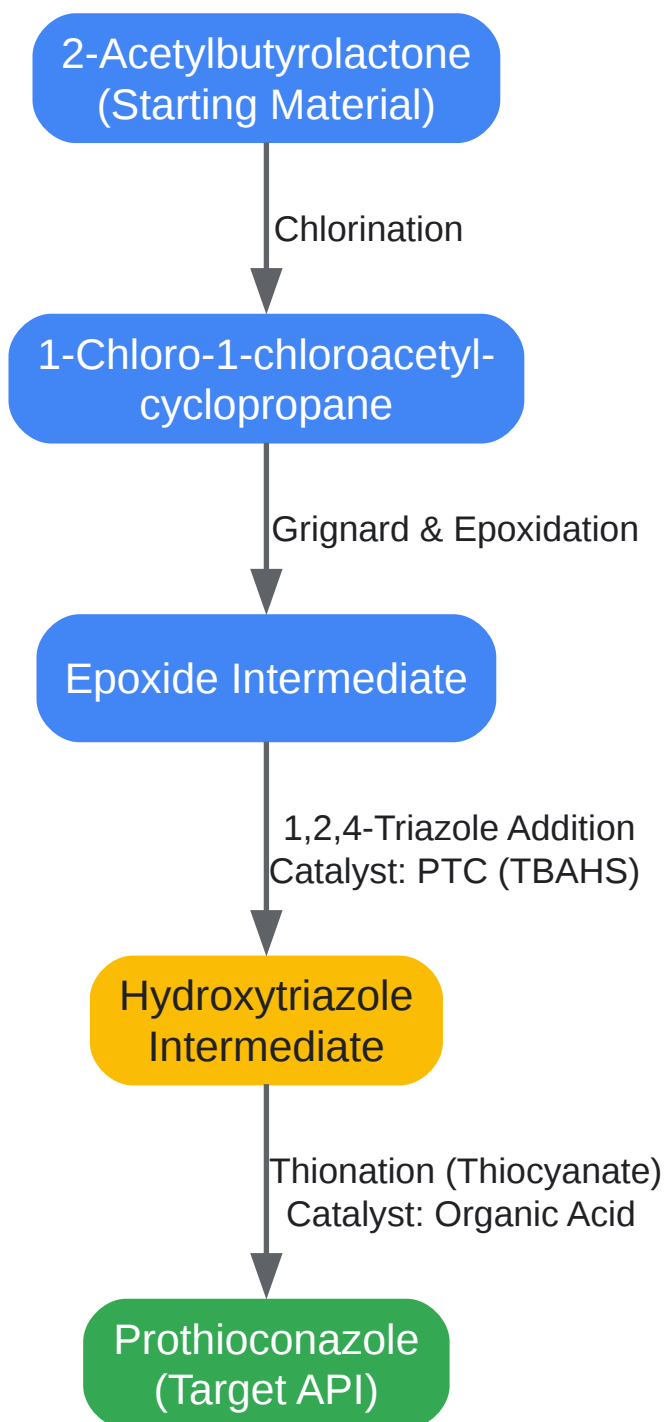 2-Acetylbutyrolactone
(Starting Material)
Chlorination
1-Chloro-1-chloroacetyl-
cyclopropane
Grignard & Epoxidation
Epoxide Intermediate
1,2,4-Triazole Addition
Catalyst: PTC (TBAHS)
Hydroxytriazole
Intermediate
Thionation (Thiocyanate)
Catalyst: Organic Acid
Prothioconazole
(Target API)